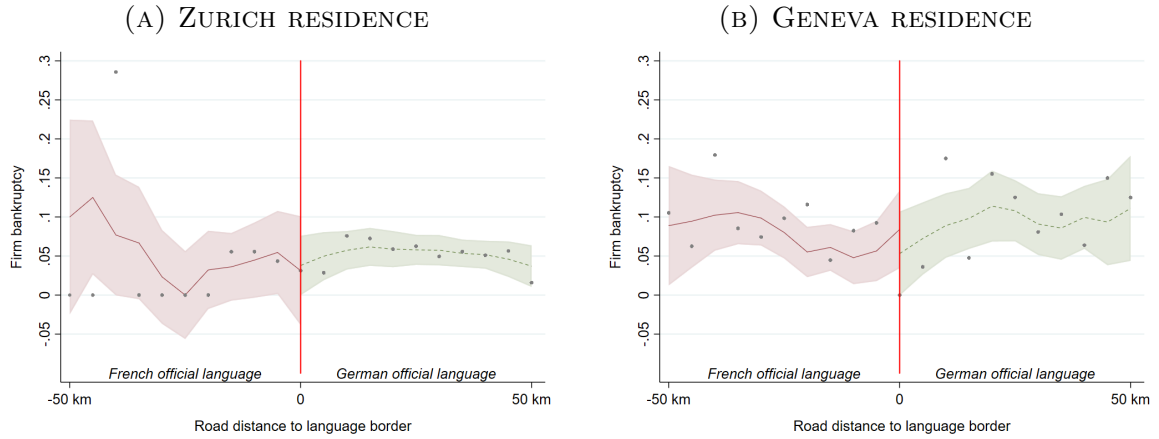 (A) ZURICH RESIDENCE
Firm bankruptcy
.3
.25
.2
.15
.1
.05
0
-.05
French official language
German official language
-50 km
0
50 km
Road distance to language border
(B) GENEVA RESIDENCE
Firm bankruptcy
.3
.25
.2
.15
.1
.05
0
-.05
French official language
German official language
-50 km
0
50 km
Road distance to language border